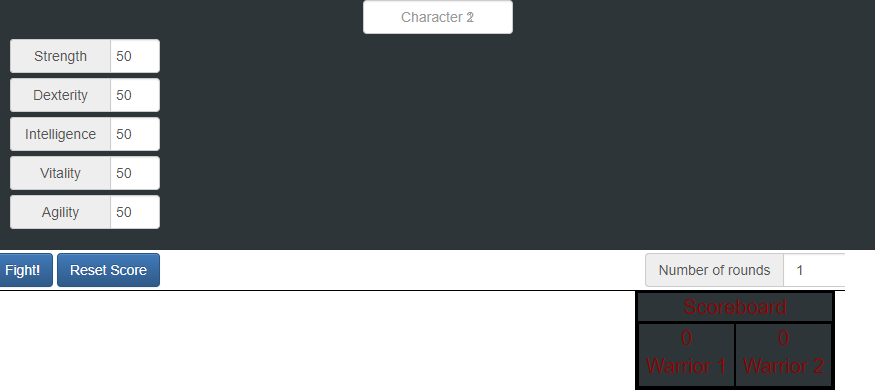 Character 2
Strength 50
Dexterity 50
Intelligence 50
Vitality 50
Agility 50
Fight! Reset Score Number of rounds 1
Scoreboard
0 0
Warrior 1 Warrior 2